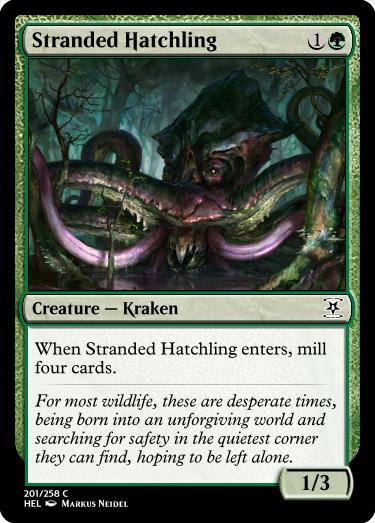 Stranded Hatchling 1
Creature — Kraken
When Stranded Hatchling enters, mill
four cards.
For most wildlife, these are desperate times,
being born into an unforgiving world and
searching for safety in the quietest corner
they can find, hoping to be left alone.
1/3
201/258 C
HEL Markus Neidel